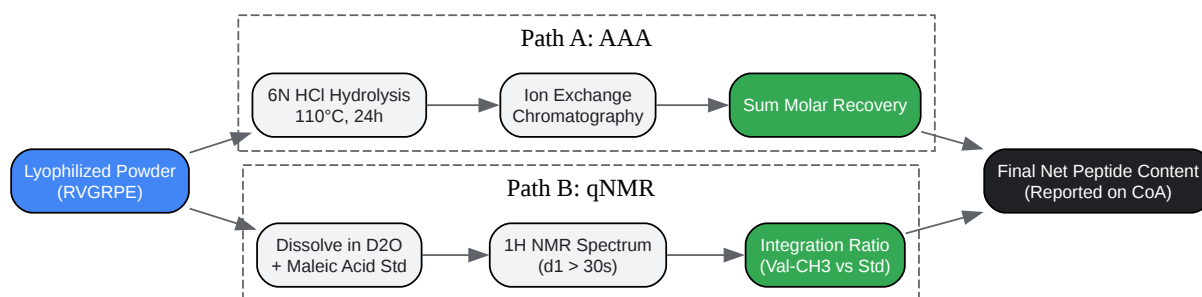 Path A: AAA
6N HCl Hydrolysis
110°C, 24h
Ion Exchange
Chromatography
Sum Molar Recovery
Lyophilized Powder
(RVGRPE)
Final Net Peptide Content
(Reported on CoA)
Path B: qNMR
Dissolve in D2O
+ Maleic Acid Std
1H NMR Spectrum
(d1 > 30s)
Integration Ratio
(Val-CH3 vs Std)